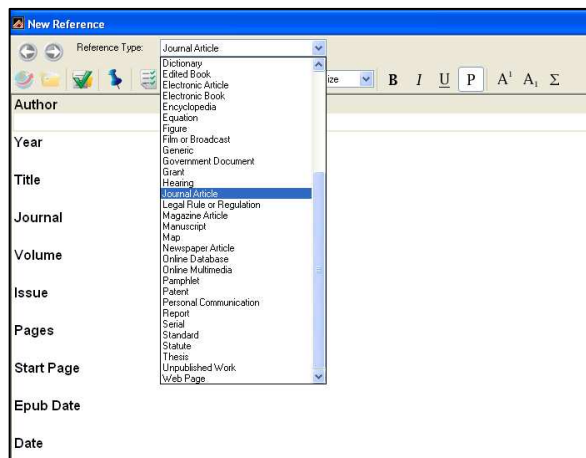 New Reference
Reference Type: Journal Article
ize B I U P A¹ A₁ Σ
Dictionary
Edited Book
Electronic Article
Electronic Book
Encyclopedia
Equation
Figure
Film or Broadcast
Generic
Government Document
Grant
Hearing
Journal Article
Legal Rule or Regulation
Magazine Article
Manuscript
Map
Newspaper Article
Online Database
Online Multimedia
Pamphlet
Patent
Personal Communication
Report
Serial
Standard
Statute
Thesis
Unpublished Work
Web Page
Author
Year
Title
Journal
Volume
Issue
Pages
Start Page
Epub Date
Date